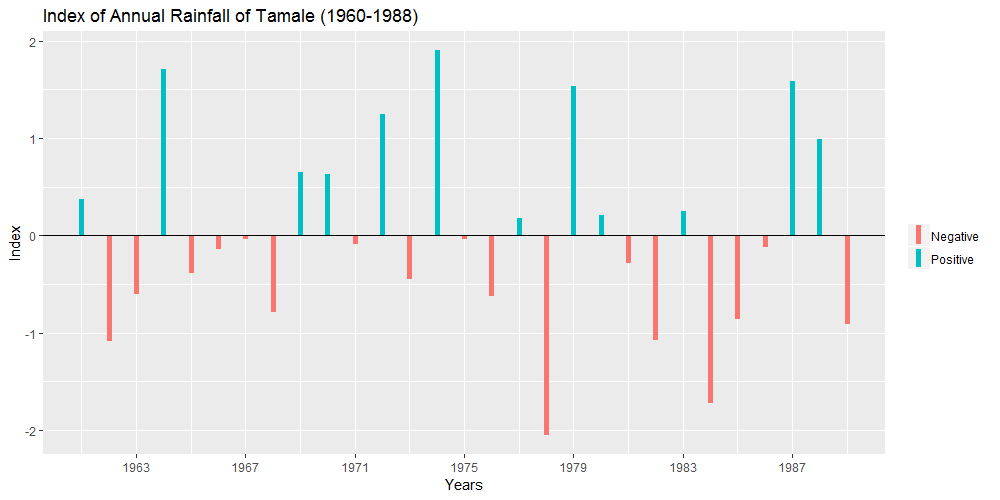 Index of Annual Rainfall of Tamale (1960-1988)
2
1
0
-1
-2
Index
1963 1967 1971 1975 1979 1983 1987
Years
Negative
Positive